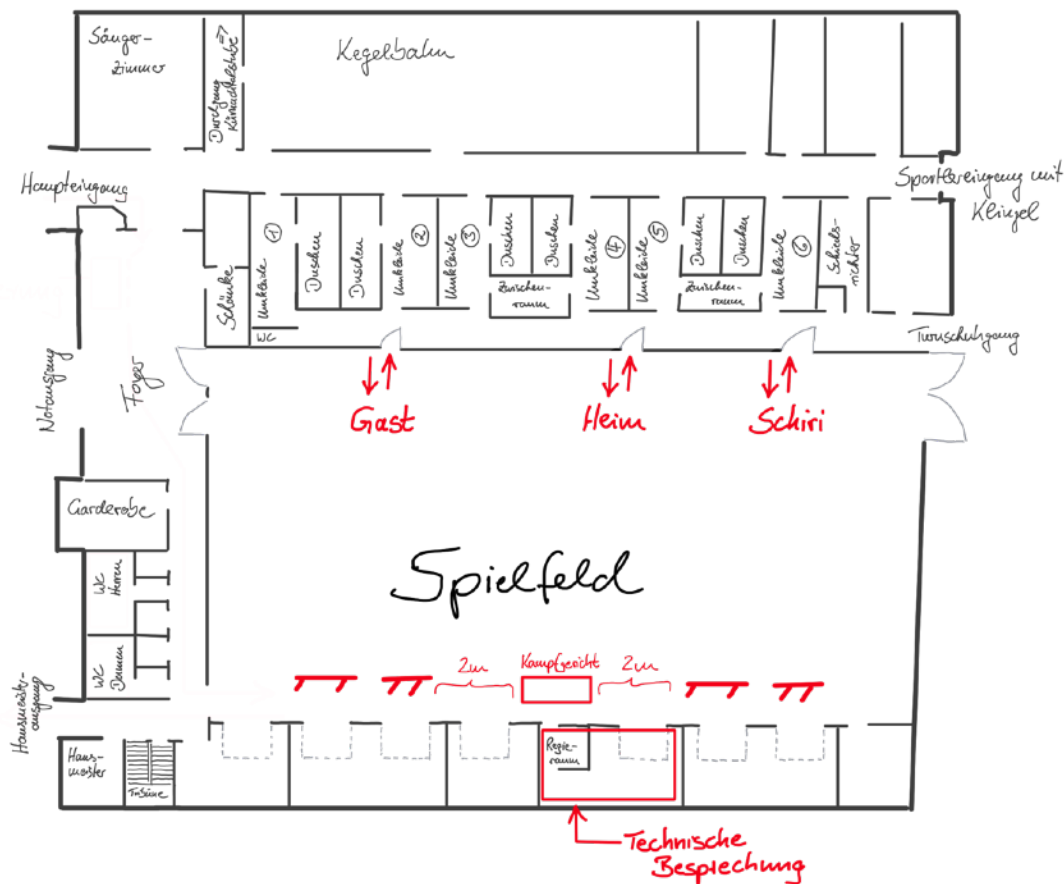 Sänger-
zimmer
Durchgang
Kürnachtalstube
Kegelbahn
Haupteingang
Sportlereingang mit
Klingel
Schänke
Umkleide
1
WC
Duschen
Duschen
Umkleide
2
Umkleide
3
Duschen
Duschen
Zwischen-
raum
Umkleide
4
Umkleide
5
Duschen
Duschen
Zwischen-
raum
Umkleide
6
Schieds-
richter
Turnschuhgang
Notausgang
Foyer
Gast
Heim
Schiri
Garderobe
Spielfeld
WC
Herren
WC
Damen
2m
Kampfgericht
2m
Hausmeister-
ausgang
Haus-
meister
Tribüne
Regie-
raum
Technische
Besprechung